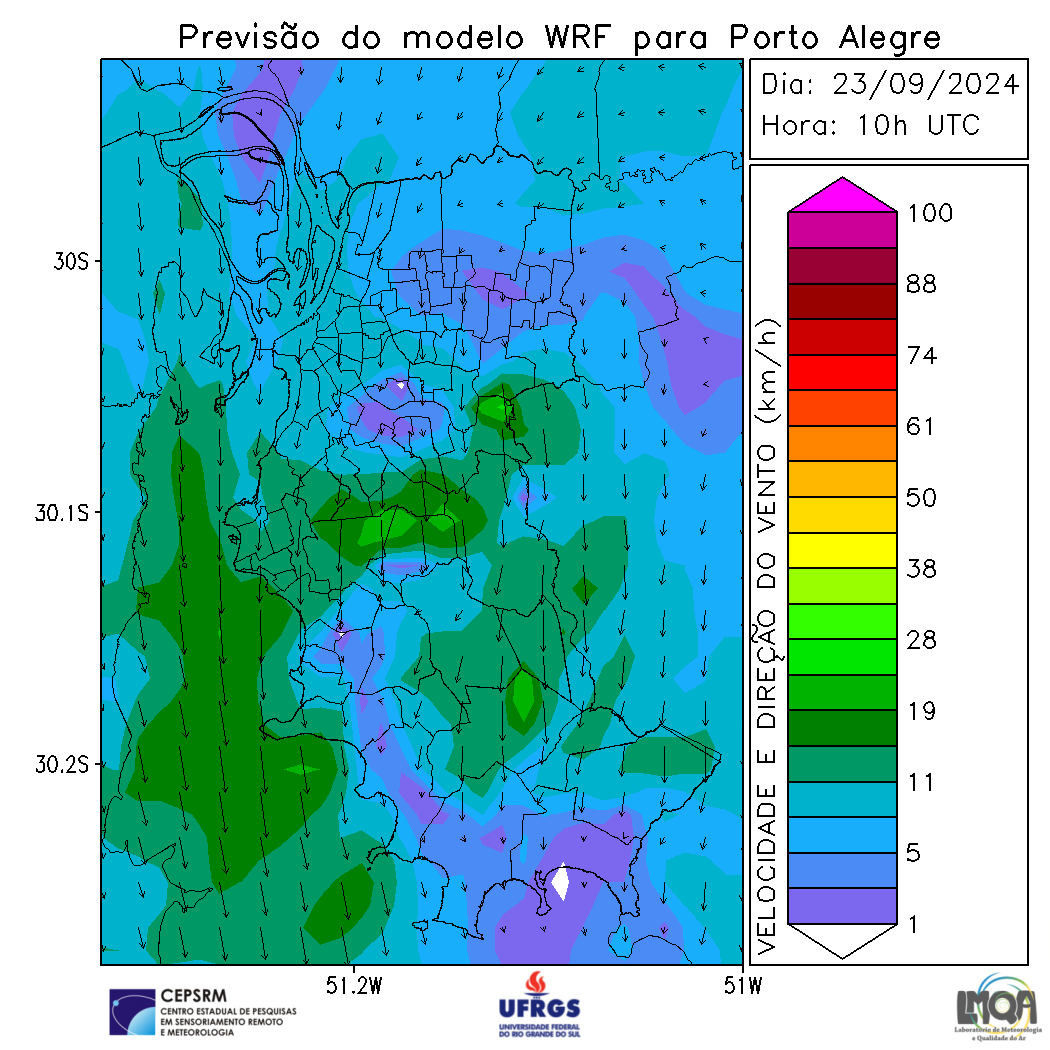 Previsão do modelo WRF para Porto Alegre
Dia: 23/09/2024
Hora: 10h UTC
30S
30.1S
30.2S
51.2W
51W
VELOCIDADE E DIREÇÃO DO VENTO (km/h)
100
88
74
61
50
38
28
19
11
5
1
CEPSRM
CENTRO ESTADUAL DE PESQUISAS
EM SENSORIAMENTO REMOTO
E METEOROLOGIA
UFRGS
UNIVERSIDADE FEDERAL
DO RIO GRANDE DO SUL
LMQA
Laboratório de Meteorologia
e Qualidade do Ar